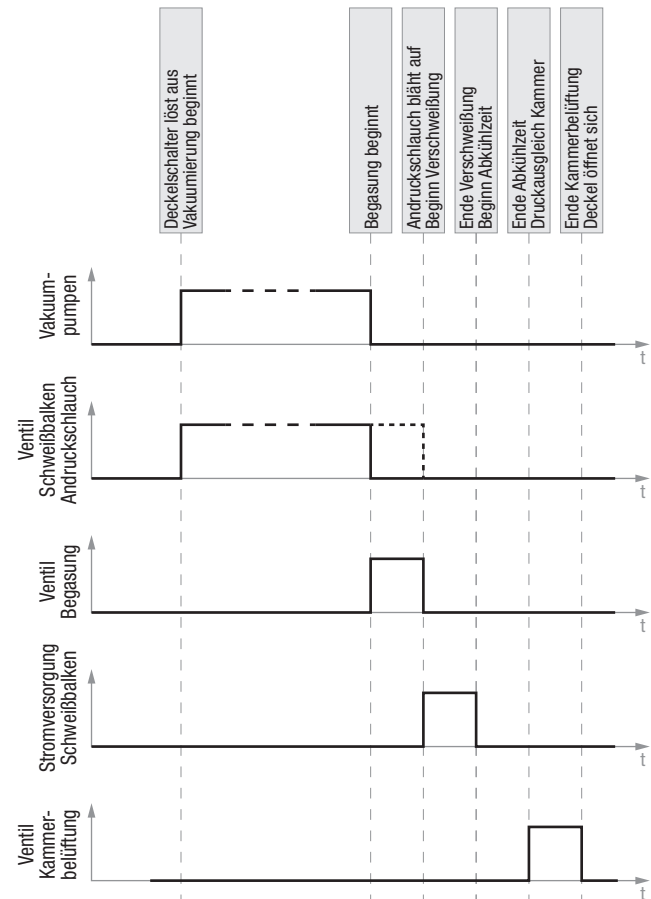 Deckelschalter löst aus
Vakuumierung beginnt
Begasung beginnt
Andruckschlauch bläht auf
Beginn Verschweißung
Ende Verschweißung
Beginn Abkühlzeit
Ende Abkühlzeit
Druckausgleich Kammer
Ende Kammerbelüftung
Deckel öffnet sich
Vakuum-
pumpen
t
Ventil
Schweißbalken
Andruckschlauch
t
Ventil
Begasung
t
Stromversorgung
Schweißbalken
t
Ventil
Kammer-
belüftung
t